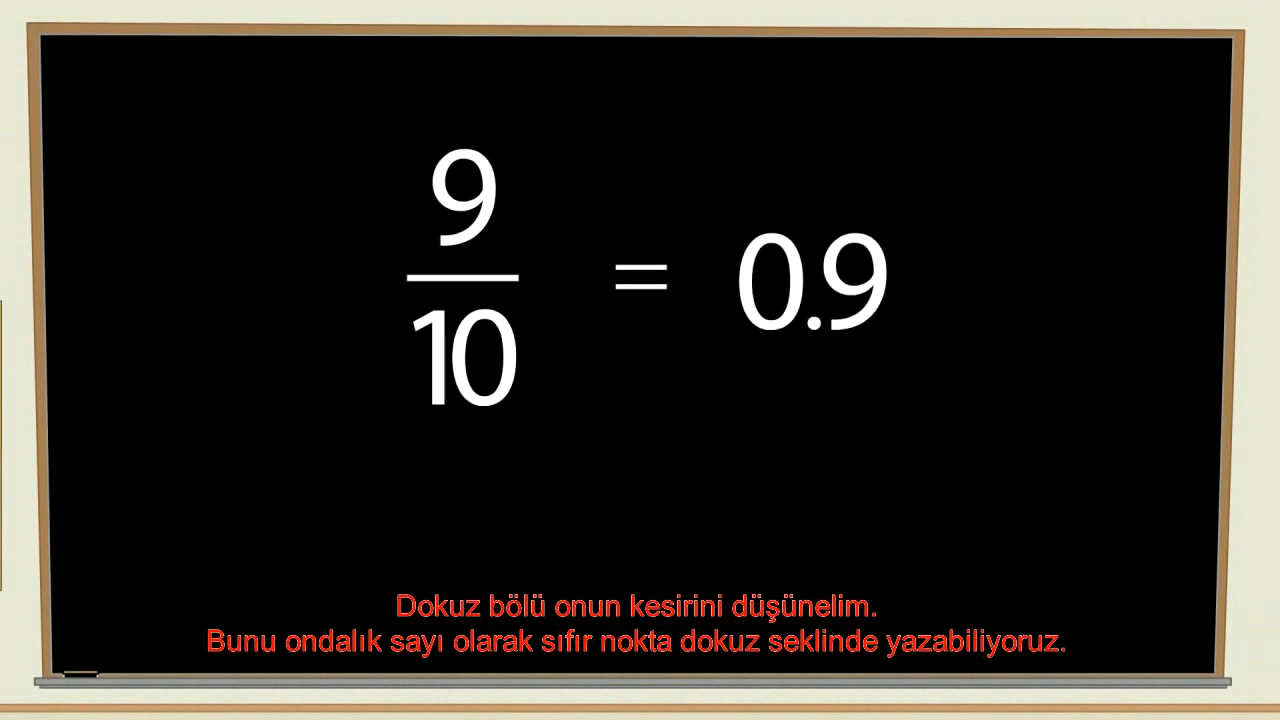 9
10
= 0.9
Dokuz bölü onun kesirini düşünelim.
Bunu ondalık sayı olarak sıfır nokta dokuz seklinde yazabiliyoruz.